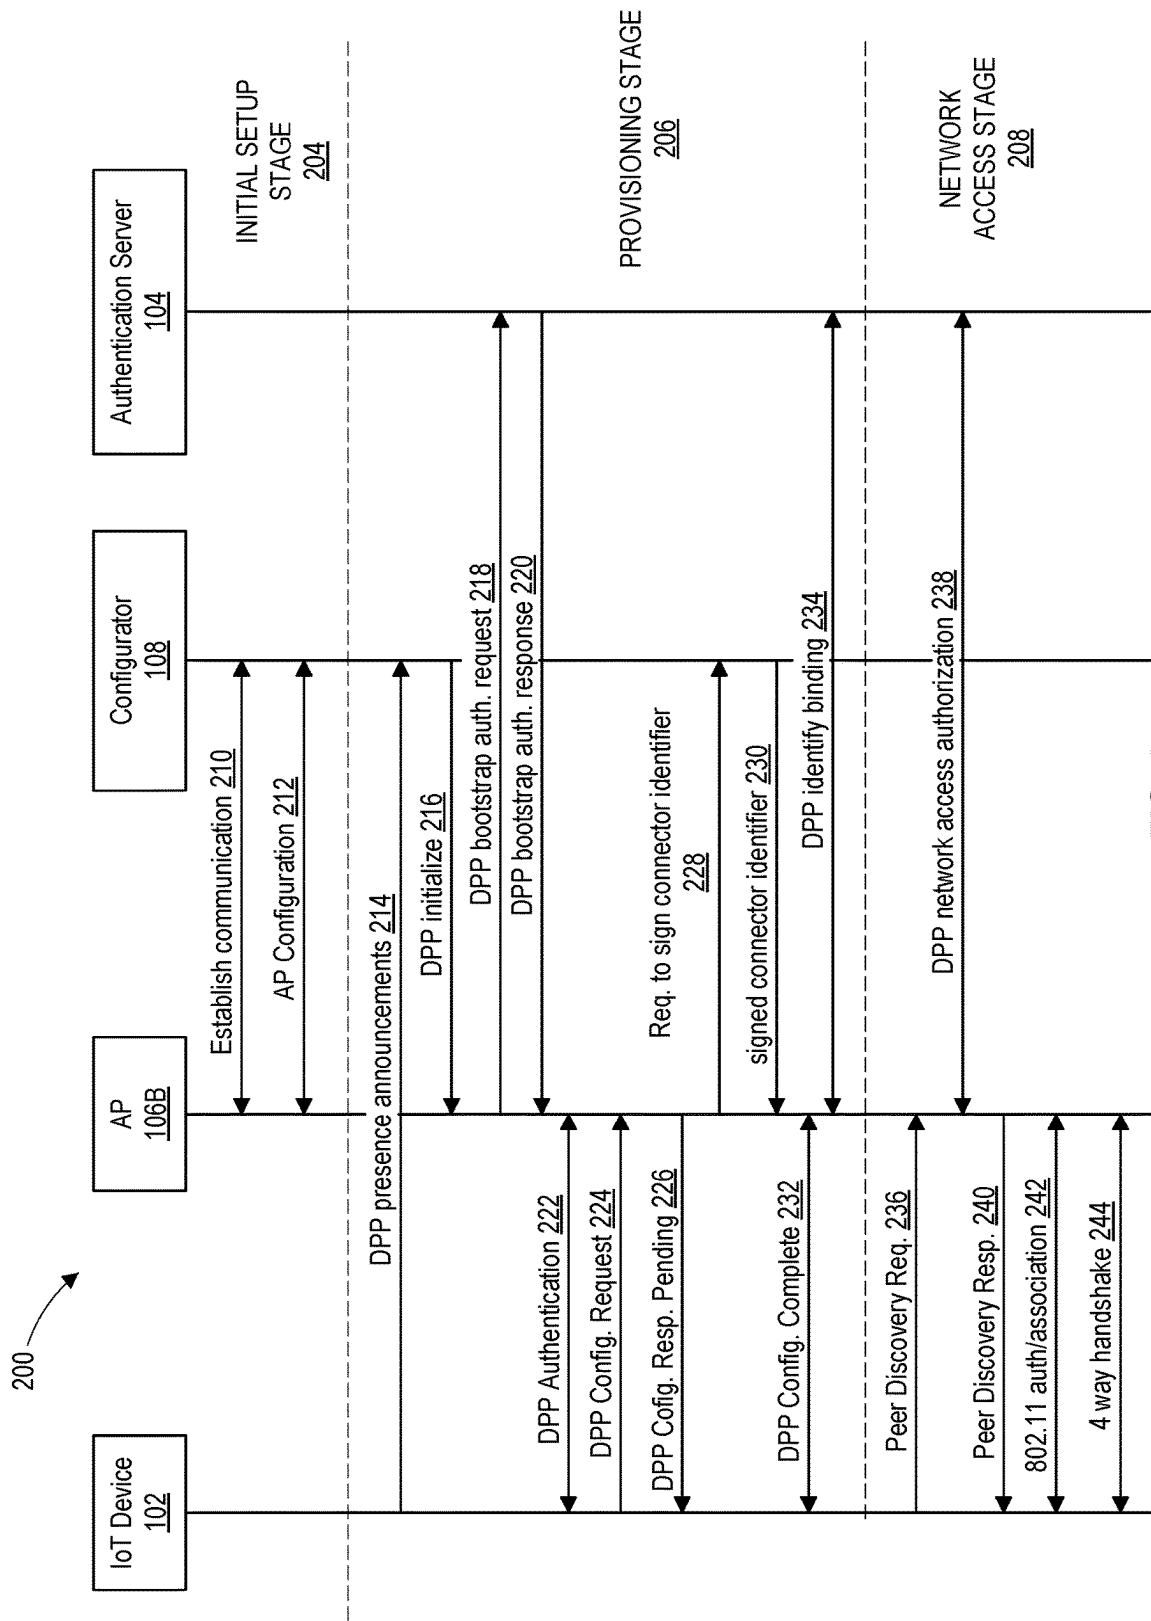 200
IoT Device
102
AP
106B
Configurator
108
Authentication Server
104
INITIAL SETUP
STAGE
204
Establish communication 210
AP Configuration 212
PROVISIONING STAGE
206
DPP presence announcements 214
DPP initialize 216
DPP bootstrap auth. request 218
DPP bootstrap auth. response 220
DPP Authentication 222
DPP Config. Request 224
DPP Cofig. Resp. Pending 226
Req. to sign connector identifier
228
signed connector identifier 230
DPP Config. Complete 232
DPP identify binding 234
NETWORK
ACCESS STAGE
208
Peer Discovery Req. 236
DPP network access authorization 238
Peer Discovery Resp. 240
802.11 auth/association 242
4 way handshake 244